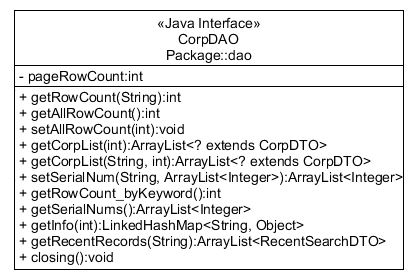 «Java Interface»
CorpDAO
Package::dao
- pageRowCount:int
+ getRowCount(String):int
+ getAllRowCount():int
+ setAllRowCount(int):void
+ getCorpList(int):ArrayList<? extends CorpDTO>
+ getCorpList(String, int):ArrayList<? extends CorpDTO>
+ setSerialNum(String, ArrayList<Integer>):ArrayList<Integer>
+ getRowCount_byKeyword():int
+ getSerialNums():ArrayList<Integer>
+ getInfo(int):LinkedHashMap<String, Object>
+ getRecentRecords(String):ArrayList<RecentSearchDTO>
+ closing():void